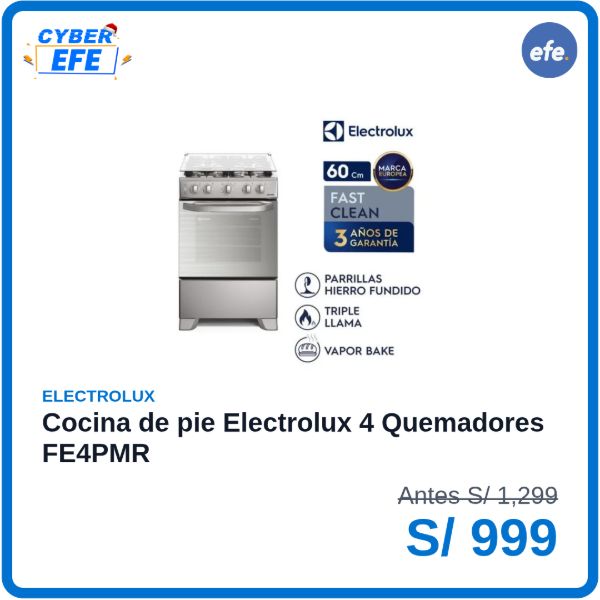 CYBER
EFE
efe.
Electrolux
60 Cm
MARCA
EUROPEA
FAST
CLEAN
3 AÑOS DE
GARANTÍA
PARRILLAS
HIERRO FUNDIDO
TRIPLE
LLAMA
VAPOR BAKE
ELECTROLUX
Cocina de pie Electrolux 4 Quemadores
FE4PMR
Antes S/ 1,299
S/ 999